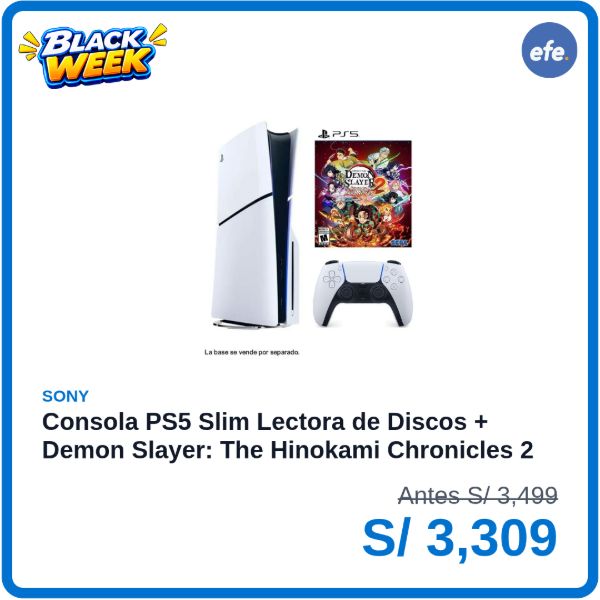 BLACK
WEEK
efe.
PS5
DEMON
SLAYER 2
M
SEGA
La base se vende por separado.
SONY
Consola PS5 Slim Lectora de Discos +
Demon Slayer: The Hinokami Chronicles 2
Antes S/ 3,499
S/ 3,309